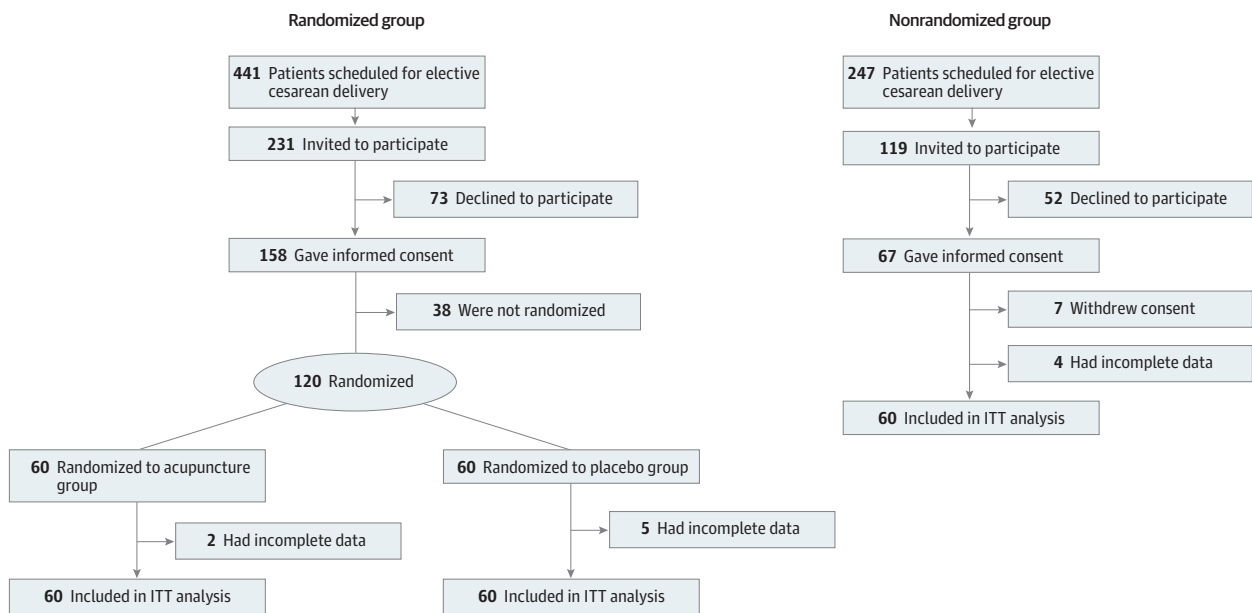 Randomized group
441 Patients scheduled for elective
cesarean delivery
231 Invited to participate
73 Declined to participate
158 Gave informed consent
38 Were not randomized
120 Randomized
60 Randomized to acupuncture
group
2 Had incomplete data
60 Included in ITT analysis
60 Randomized to placebo group
5 Had incomplete data
60 Included in ITT analysis
Nonrandomized group
247 Patients scheduled for elective
cesarean delivery
119 Invited to participate
52 Declined to participate
67 Gave informed consent
7 Withdrew consent
4 Had incomplete data
60 Included in ITT analysis